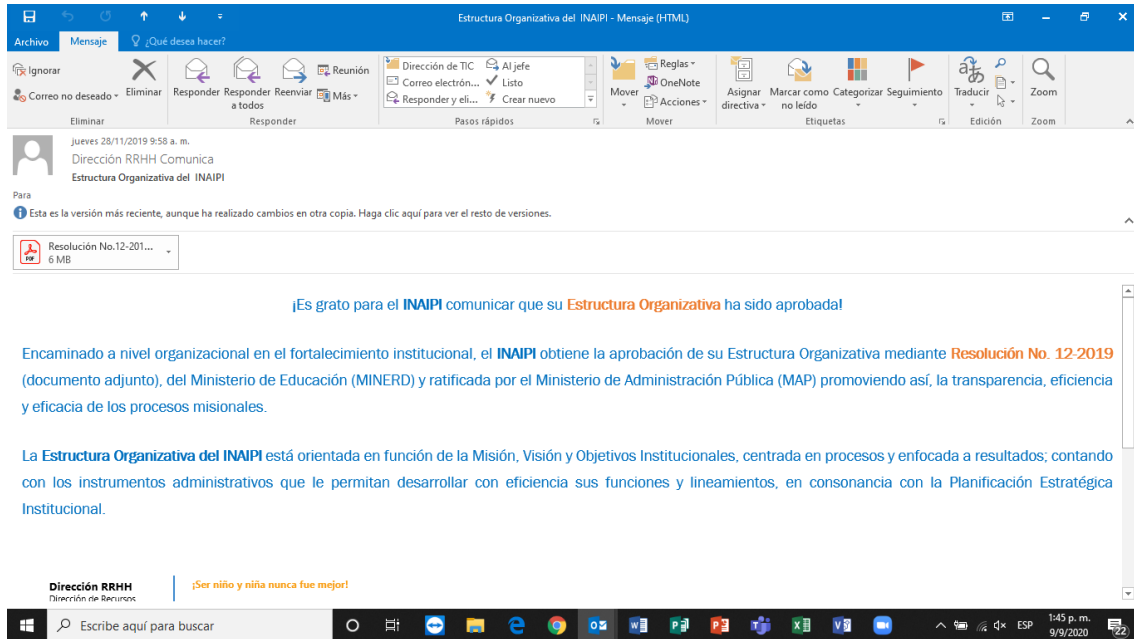 Estructura Organizativa del INAIPI - Mensaje (HTML)
Archivo Mensaje ¿Qué desea hacer?
Ignorar
Correo no deseado
Eliminar
Responder
Responder a todos
Reenviar
Reunión
Más
Dirección de TIC
Correo electrón...
Responder y eli...
Al jefe
Listo
Crear nuevo
Mover
Reglas
OneNote
Acciones
Asignar directiva
Marcar como no leído
Categorizar
Seguimiento
Traducir
Zoom
Eliminar Responder Pasos rápidos Mover Etiquetas Edición Zoom
jueves 28/11/2019 9:58 a. m.
Dirección RRHH Comunica
Estructura Organizativa del INAIPI
Para
Esta es la versión más reciente, aunque ha realizado cambios en otra copia. Haga clic aquí para ver el resto de versiones.
PDF
Resolución No.12-201...
6 MB
¡Es grato para el INAIPI comunicar que su Estructura Organizativa ha sido aprobada!
Encaminado a nivel organizacional en el fortalecimiento institucional, el INAIPI obtiene la aprobación de su Estructura Organizativa mediante Resolución No. 12-2019
(documento adjunto), del Ministerio de Educación (MINERD) y ratificada por el Ministerio de Administración Pública (MAP) promoviendo así, la transparencia, eficiencia
y eficacia de los procesos misionales.
La Estructura Organizativa del INAIPI está orientada en función de la Misión, Visión y Objetivos Institucionales, centrada en procesos y enfocada a resultados; contando
con los instrumentos administrativos que le permitan desarrollar con eficiencia sus funciones y lineamientos, en consonancia con la Planificación Estratégica
Institucional.
Dirección RRHH
Dirección de Recursos
¡Ser niño y niña nunca fue mejor!
Escribe aquí para buscar
ESP
1:45 p. m.
9/9/2020
22